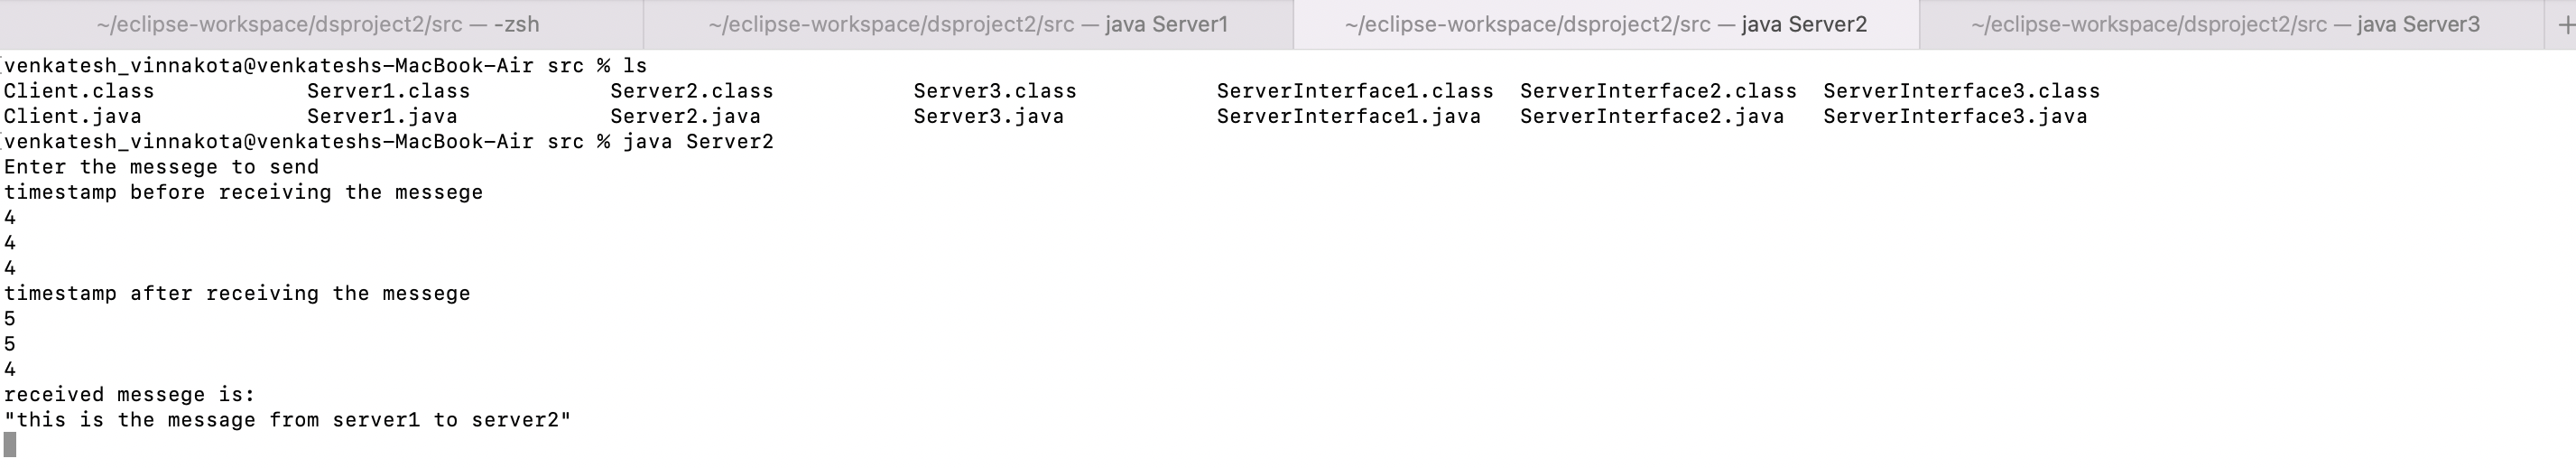 ~/eclipse-workspace/dsproject2/src — -zsh
~/eclipse-workspace/dsproject2/src — java Server1
~/eclipse-workspace/dsproject2/src — java Server2
~/eclipse-workspace/dsproject2/src — java Server3
+
[venkatesh_vinnakota@venkateshs-MacBook-Air src % ls
Client.class Server1.class Server2.class Server3.class ServerInterface1.class ServerInterface2.class ServerInterface3.class
Client.java Server1.java Server2.java Server3.java ServerInterface1.java ServerInterface2.java ServerInterface3.java
[venkatesh_vinnakota@venkateshs-MacBook-Air src % java Server2
Enter the messege to send
timestamp before receiving the messege
4
4
4
timestamp after receiving the messege
5
5
4
received messege is:
"this is the message from server1 to server2"